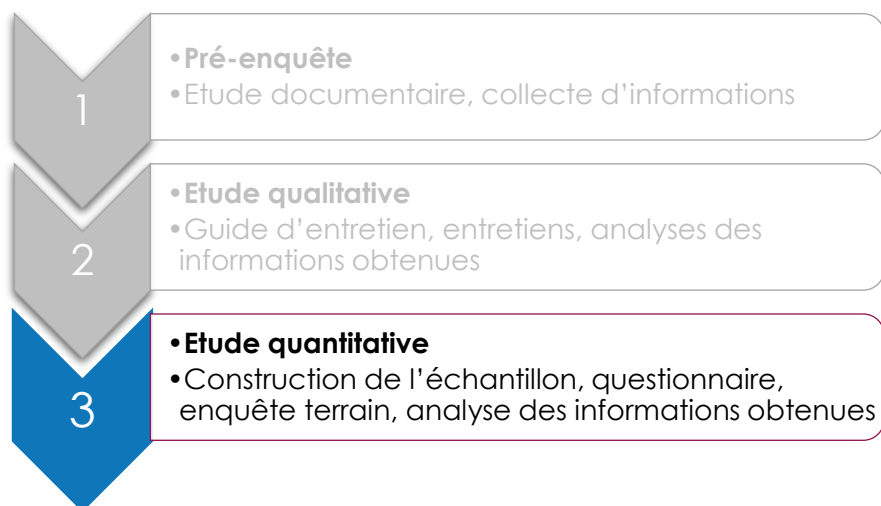 1
•Pré-enquête
•Etude documentaire, collecte d’informations
2
•Etude qualitative
•Guide d’entretien, entretiens, analyses des
informations obtenues
3
•Etude quantitative
•Construction de l’échantillon, questionnaire,
enquête terrain, analyse des informations obtenues